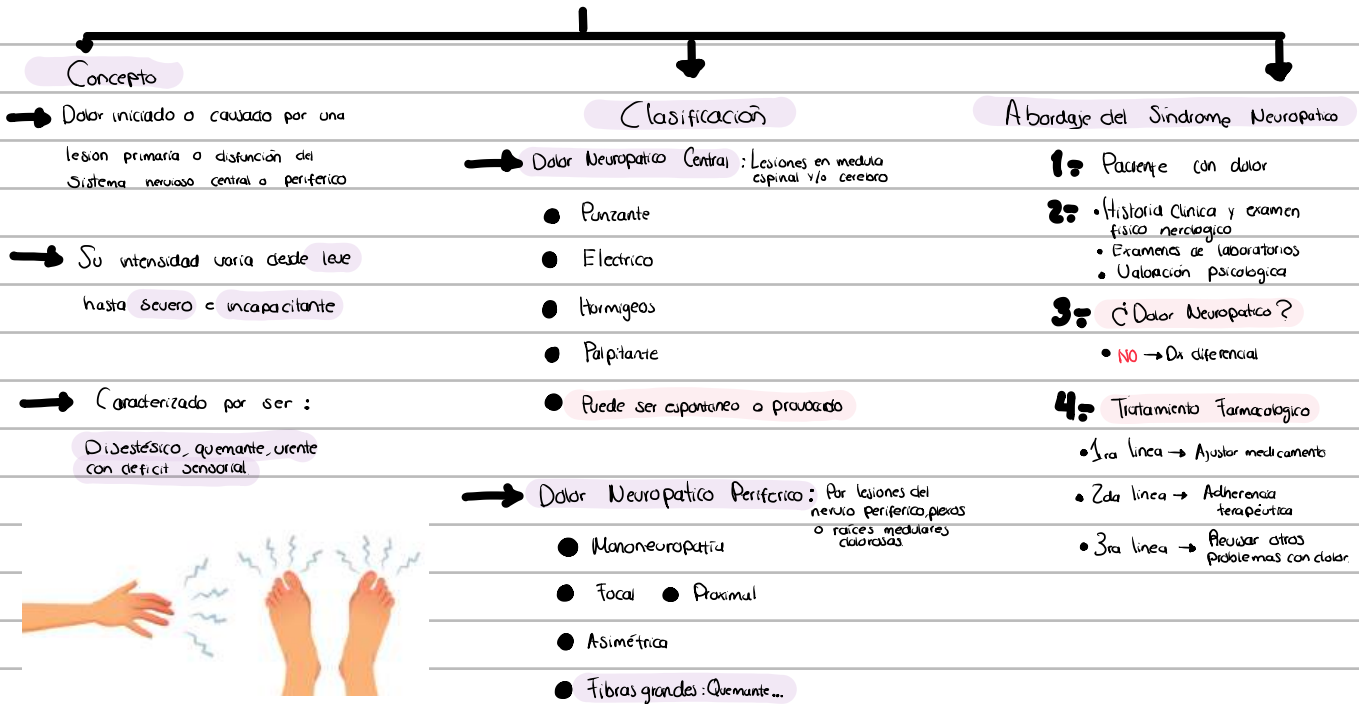 Concepto
Dolor iniciado o causado por una
lesion primaria o disfunción del
Sistema nervioso central o periferico
Su intensidad varia desde leve
hasta severo e incapacitante
Caracterizado por ser :
Disestésico, quemante, urente
con deficit sensorial.
Clasificación
Dolor Neuropatico Central : Lesiones en medula
espinal y/o cerebro
Punzante
Electrico
Hormigeos
Palpitante
Puede ser espontaneo o provocado
Dolor Neuropatico Periferico : Por lesiones del
nervio periferico, plexos
o raíces medulares
dolorosas.
Mononeuropatía
Focal
Proximal
Asimétrica
Fibras grandes : Quemante...
Abordaje del Sindrome Neuropatico
1- Paciente con dolor
2- • Historia Clinica y examen
fisico nerologico
• Examenes de laboratorios
• Valoración psicologica
3- ¿Dolor Neuropatico?
• NO → Dx diferencial
4- Tratamiento Farmacologico
• 1ra linea → Ajustar medicamento
• 2da linea → Adherencia
terapéutica
• 3ra linea → Revisar otros
problemas con dolor.